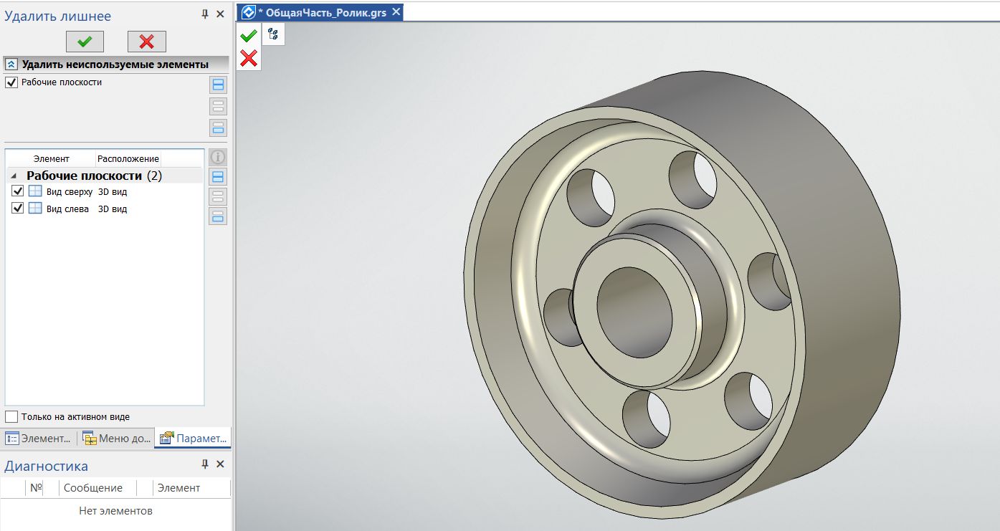 Удалить лишнее
* ОбщаяЧасть_Ролик.grs
Удалить неиспользуемые элементы
Рабочие плоскости
Элемент Расположение
Рабочие плоскости (2)
Вид сверху 3D вид
Вид слева 3D вид
Только на активном виде
Элемент... Меню до... Парамет...
Диагностика
№ Сообщение Элемент
Нет элементов